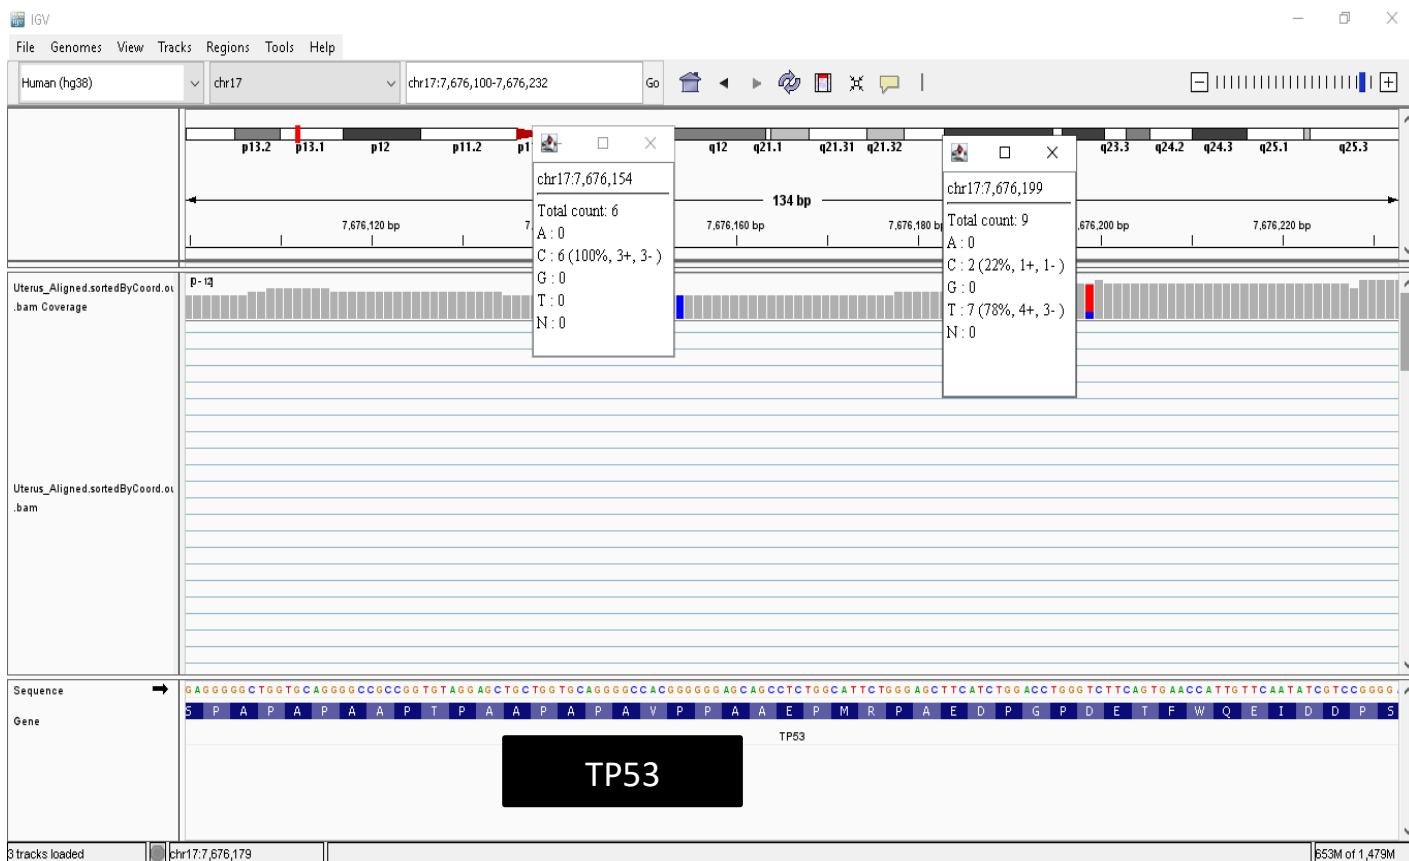 IGV
File Genomes View Tracks Regions Tools Help
Human (hg38) chr17 chr17:7,676,100-7,676,232 Go
p13.2 p13.1 p12 p11.2 q12 q21.1 q21.31 q21.32 q23.3 q24.2 q24.3 q25.1 q25.3
134 bp
7,676,120 bp 7,676,160 bp 7,676,180 bp 7,676,220 bp
chr17:7,676,154
Total count: 6
A : 0
C : 6 (100%, 3+, 3- )
G : 0
T : 0
N : 0
chr17:7,676,199
Total count: 9
A : 0
C : 2 (22%, 1+, 1- )
G : 0
T : 7 (78%, 4+, 3- )
N : 0
Uterus_Aligned.sortedByCoord.ou
.bam Coverage
[0 - 12]
Uterus_Aligned.sortedByCoord.ou
.bam
Sequence
GAGGGGGCTGGTGCAGGGGCCGCCGGTGTAGGAGCTGCTGGTGCAGGGGCCACGGGGGGAGCAGCCTCTGGCATTCTGGGAGCTTCATCTGGACCTGGGTCTTCAGTGAACCATTGTTCAATATCGTCCGGGG
Gene
S P A P A P A A P T P A A P A P A V P P A A E P M R P A E D P G P D E T F W Q E I D D P S
TP53
TP53
3 tracks loaded chr17:7,676,179 653M of 1,479M